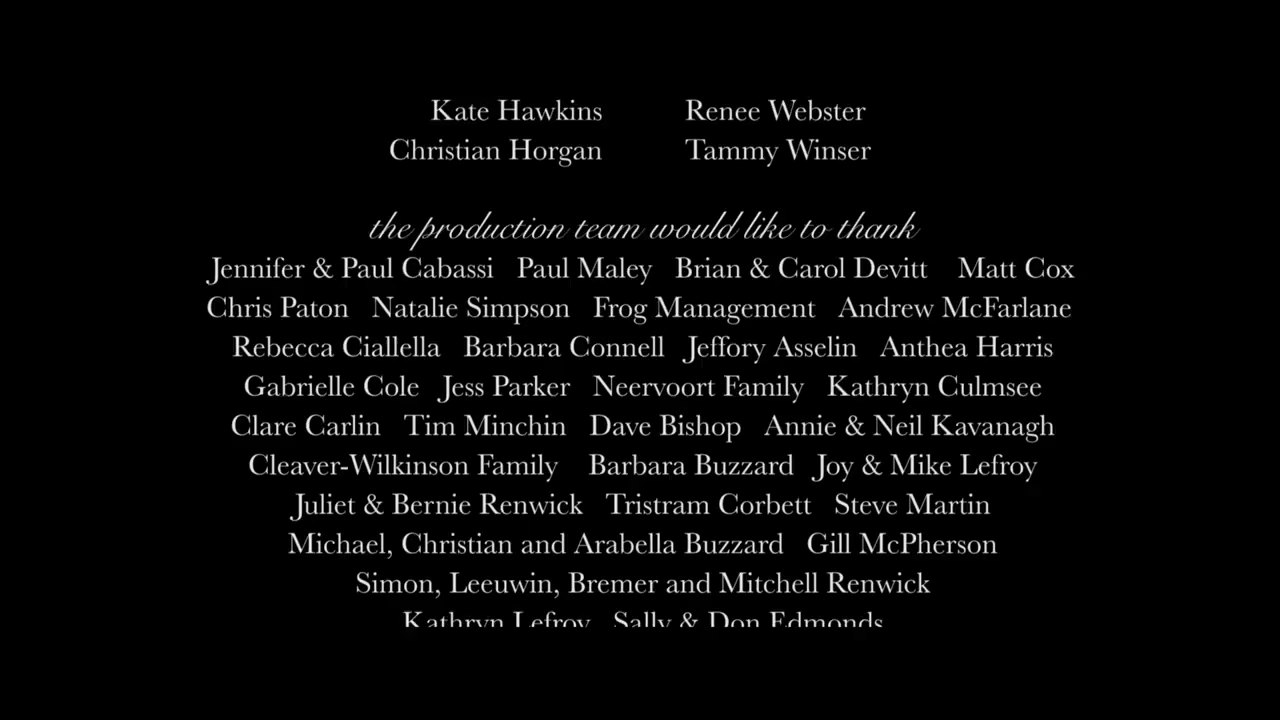 Kate Hawkins Renee Webster
Christian Horgan Tammy Winser
the production team would like to thank
Jennifer & Paul Cabassi Paul Maley Brian & Carol Devitt Matt Cox
Chris Paton Natalie Simpson Frog Management Andrew McFarlane
Rebecca Ciallella Barbara Connell Jeffory Asselin Anthea Harris
Gabrielle Cole Jess Parker Neervoort Family Kathryn Culmsee
Clare Carlin Tim Minchin Dave Bishop Annie & Neil Kavanagh
Cleaver-Wilkinson Family Barbara Buzzard Joy & Mike Lefroy
Juliet & Bernie Renwick Tristram Corbett Steve Martin
Michael, Christian and Arabella Buzzard Gill McPherson
Simon, Leeuwin, Bremer and Mitchell Renwick
Kathryn Lefroy Sally & Don Edmonds